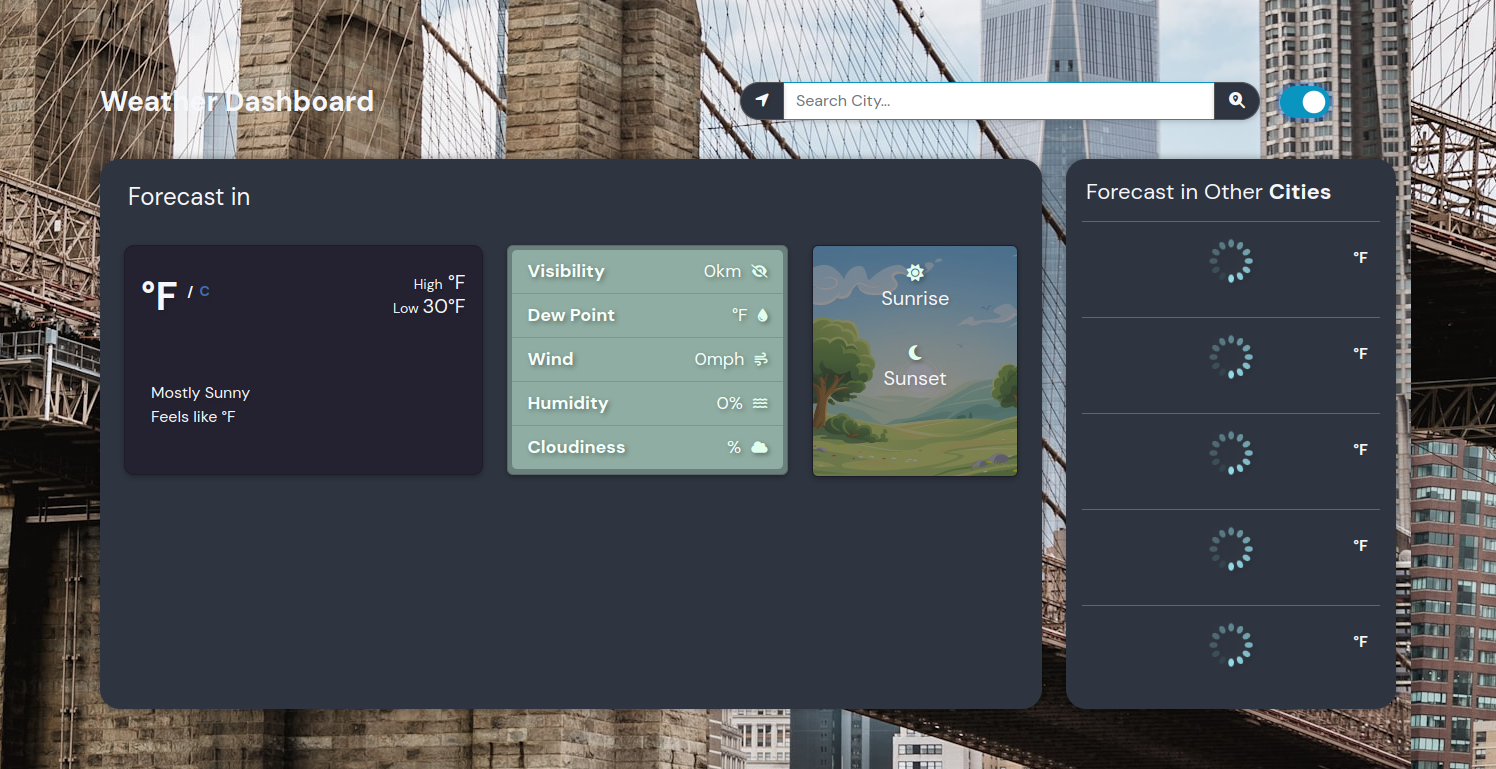 Weather Dashboard
Search City...
Forecast in
°F / C
High °F
Low 30°F
Mostly Sunny
Feels like °F
Visibility 0km
Dew Point °F
Wind 0mph
Humidity 0%
Cloudiness %
Sunrise
Sunset
Forecast in Other Cities
°F
°F
°F
°F
°F